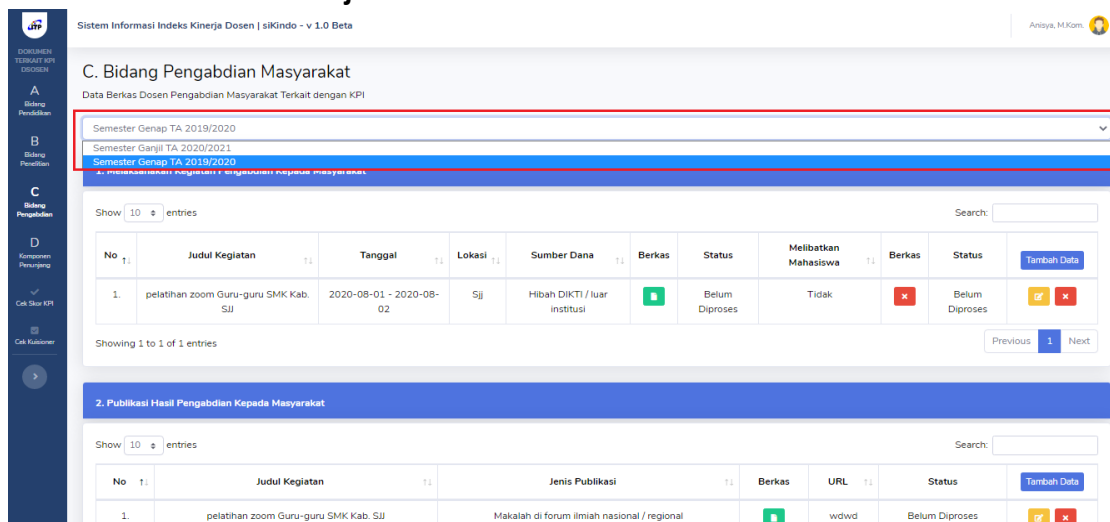 Sistem Informasi Indeks Kinerja Dosen | siKindo - v 1.0 Beta
Anisya, M.Kom.
DOKUMEN
TERKAIT KPI
DSOSEN
A
Bidang
Pendidikan
B
Bidang
Penelitian
C
Bidang
Pengabdian
D
Komponen
Penunjang
Cek Skor KPI
Cek Kuisioner
C. Bidang Pengabdian Masyarakat
Data Berkas Dosen Pengabdian Masyarakat Terkait dengan KPI
Semester Genap TA 2019/2020
Semester Ganjil TA 2020/2021
Semester Genap TA 2019/2020
1. Melaksanakan Kegiatan Pengabdian Kepada Masyarakat
Show 10 entries Search:
No Judul Kegiatan Tanggal Lokasi Sumber Dana Berkas Status Melibatkan Mahasiswa Berkas Status Tambah Data
1. pelatihan zoom Guru-guru SMK Kab. 2020-08-01 - 2020-08- Sjj Hibah DIKTI / luar Belum Tidak Belum
SJJ 02 institusi Diproses Diproses
Showing 1 to 1 of 1 entries Previous 1 Next
2. Publikasi Hasil Pengabdian Kepada Masyarakat
Show 10 entries Search:
No Judul Kegiatan Jenis Publikasi Berkas URL Status Tambah Data
1. pelatihan zoom Guru-guru SMK Kab. SJJ Makalah di forum ilmiah nasional / regional wdwd Belum Diproses